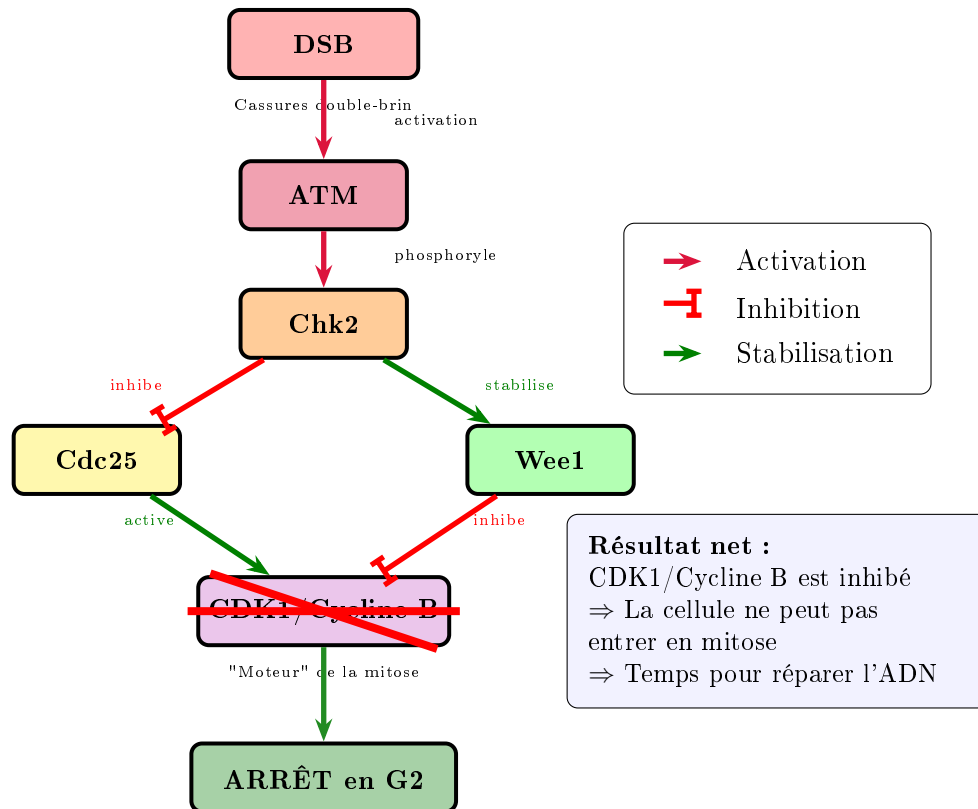 DSB
Cassures double-brin
activation
ATM
phosphoryle
Chk2
Activation
Inhibition
Stabilisation
inhibe
stabilise
Cdc25
Wee1
active
inhibe
Résultat net :
CDK1/Cycline B est inhibé
⇒ La cellule ne peut pas
entrer en mitose
⇒ Temps pour réparer l'ADN
CDK1/Cycline B
"Moteur" de la mitose
ARRÊT en G2